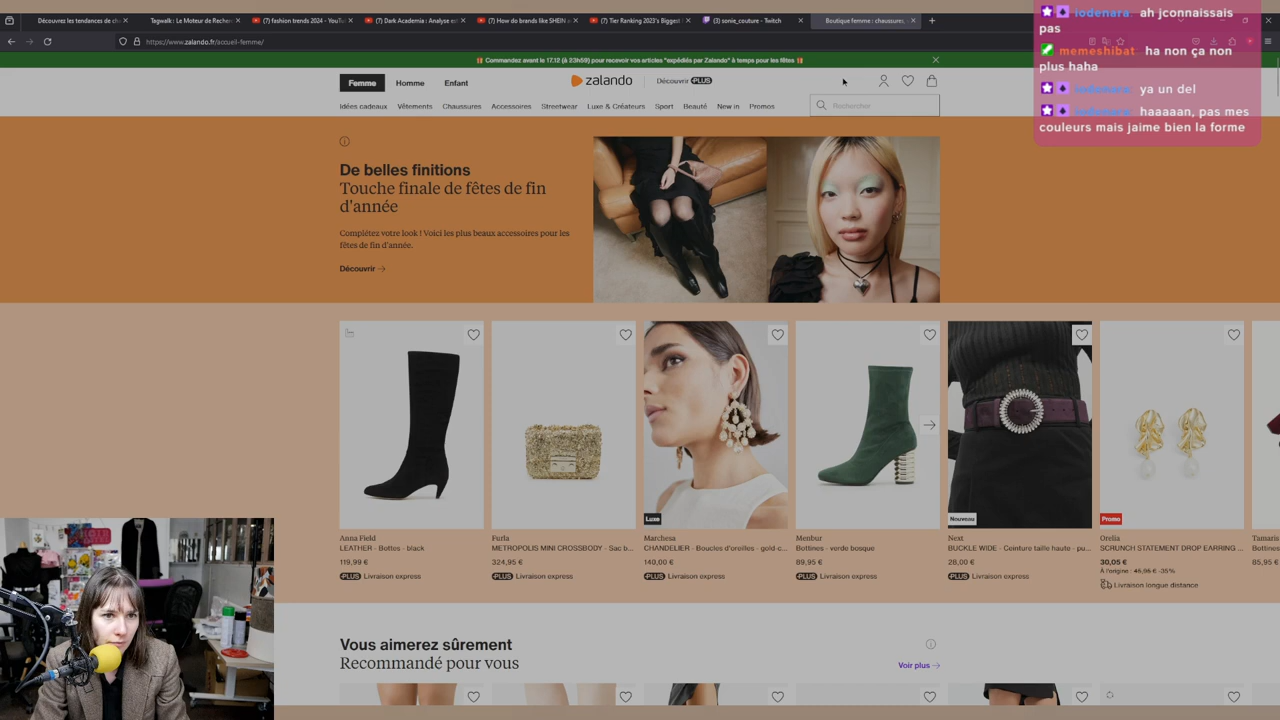 Découvrez les tendances de
Tagwalk : Le Moteur de
(7) fashion trends 2024 -
(7) Dark Academia : Analyse
(7) How do brands like SHEIN
(7) Tier Ranking 2023's Biggest
(3) sonie_couture - Twitch
Boutique femme : chaussures,
https://www.zalando.fr/accueil-femme/
ah jconnaissais
pas
memeshibat: ha non ça non
plus haha
ya un del
haaaaan, pas mes
couleurs mais jaime bien la forme
Commandez avant le 17.12 (à 23h59) pour recevoir vos articles "expédiés par Zalando" à temps pour les fêtes
Femme
Homme
Enfant
zalando
Découvrir PLUS
Idées cadeaux
Vêtements
Chaussures
Accessoires
Streetwear
Luxe & Créateurs
Sport
Beauté
New in
Promos
Rechercher
De belles finitions
Touche finale de fêtes de fin
d'année
Complétez votre look ! Voici les plus beaux accessoires pour les
fêtes de fin d'année.
Découvrir
Luxe
Nouveau
Promo
Anna Field
LEATHER - Bottes - black
119,99 €
PLUS Livraison express
Furla
METROPOLIS MINI CROSSBODY - Sac b...
324,95 €
PLUS Livraison express
Marchesa
CHANDELIER - Boucles d'oreilles - gold-c...
140,00 €
PLUS Livraison express
Menbur
Bottines - verde bosque
89,95 €
PLUS Livraison express
Next
BUCKLE WIDE - Ceinture taille haute - pu...
28,00 €
PLUS Livraison express
Orelia
SCRUNCH STATEMENT DROP EARRING ...
30,05 €
À l'origine : 45,95 € -35%
Livraison longue distance
Tamaris
Bottines
85,95 €
Vous aimerez sûrement
Recommandé pour vous
Voir plus